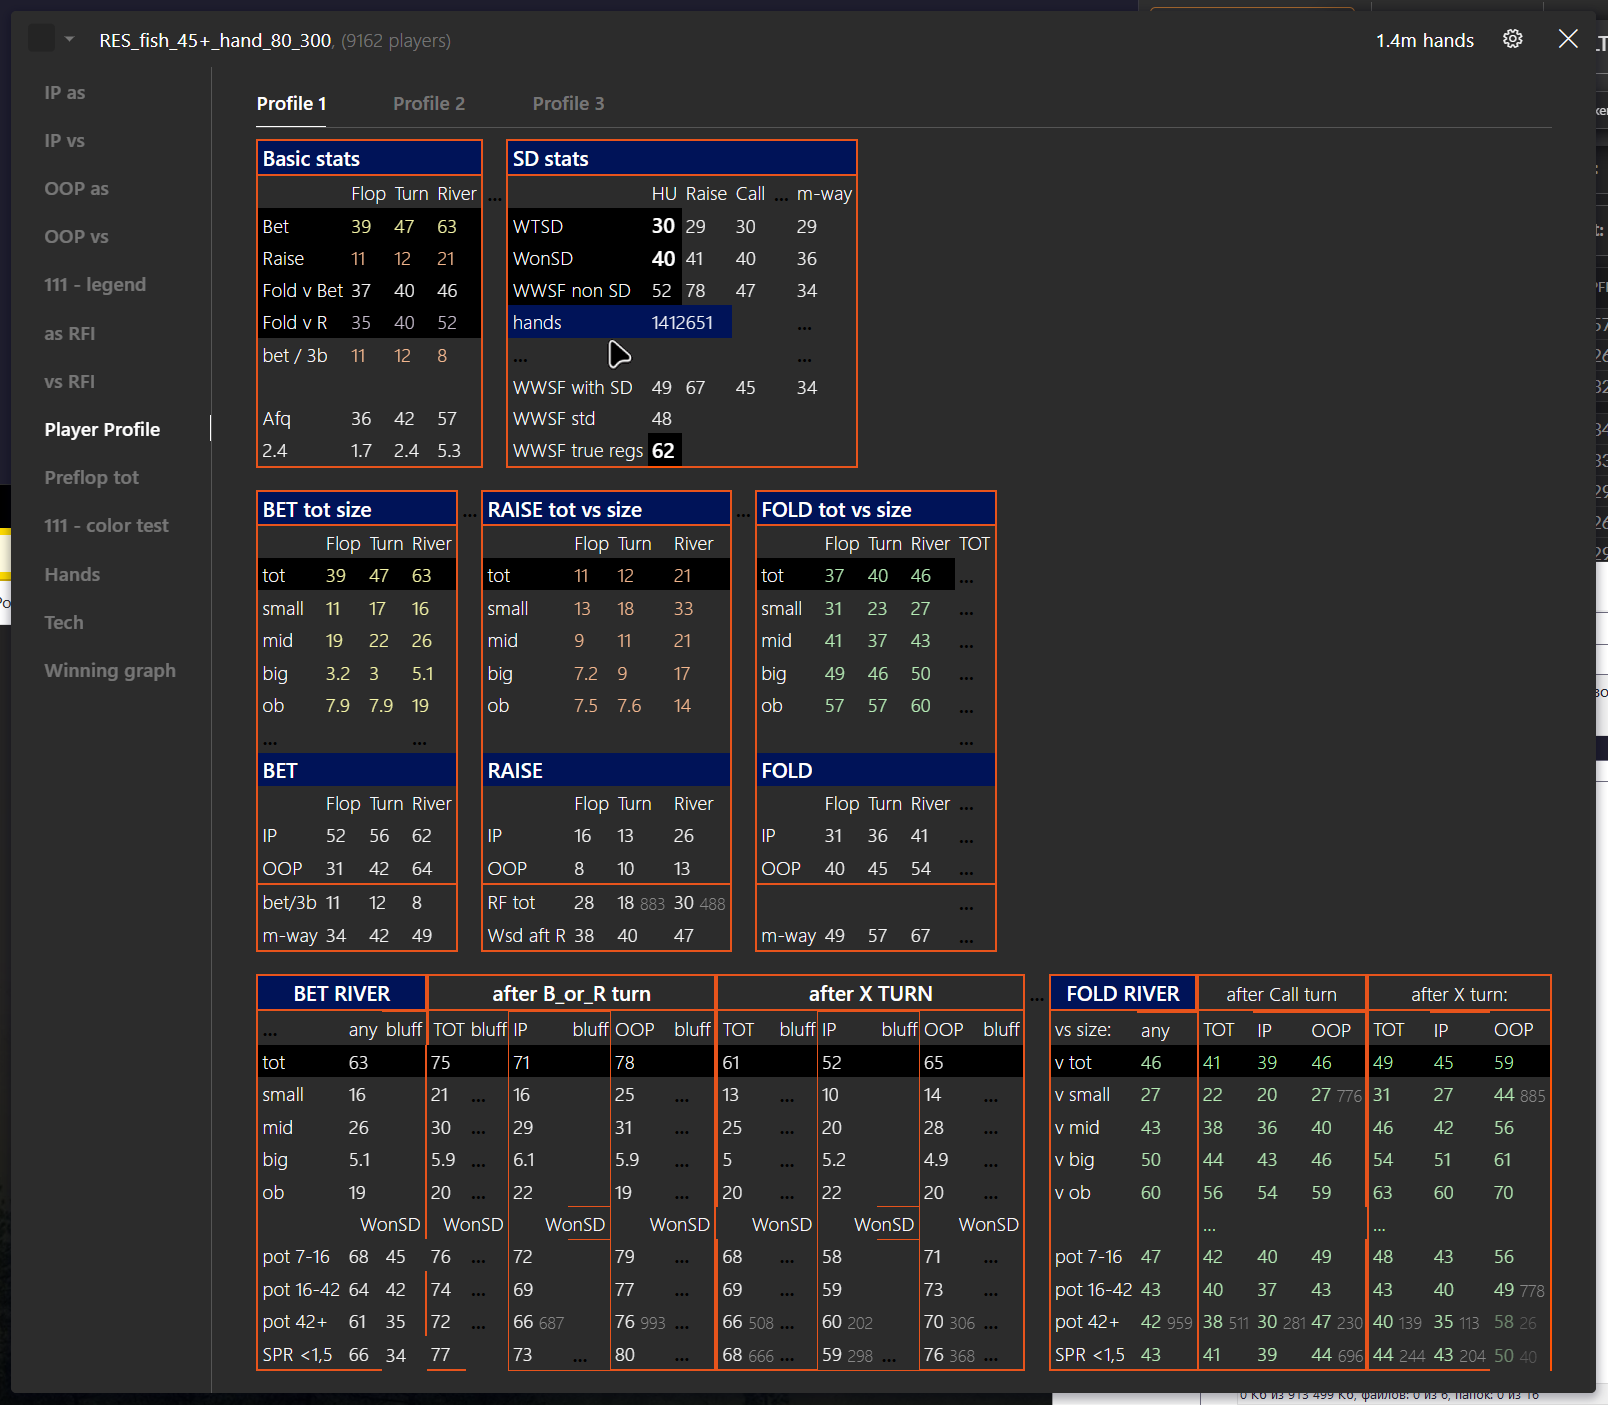 RES_fish_45+_hand_80_300, (9162 players)
1.4m hands
IP as
IP vs
OOP as
OOP vs
111 - legend
as RFI
vs RFI
Player Profile
Preflop tot
111 - color test
Hands
Tech
Winning graph
Profile 1 Profile 2 Profile 3
Basic stats
Flop Turn River ...
Bet 39 47 63
Raise 11 12 21
Fold v Bet 37 40 46
Fold v R 35 40 52
bet / 3b 11 12 8
Afq 36 42 57
2.4 1.7 2.4 5.3
SD stats
HU Raise Call ... m-way
WTSD 30 29 30 29
WonSD 40 41 40 36
WWSF non SD 52 78 47 34
hands 1412651 ...
... ...
WWSF with SD 49 67 45 34
WWSF std 48
WWSF true regs 62
BET tot size ...
Flop Turn River
tot 39 47 63
small 11 17 16
mid 19 22 26
big 3.2 3 5.1
ob 7.9 7.9 19
... ...
BET
Flop Turn River
IP 52 56 62
OOP 31 42 64
bet/3b 11 12 8
m-way 34 42 49
RAISE tot vs size ...
Flop Turn River
tot 11 12 21
small 13 18 33
mid 9 11 21
big 7.2 9 17
ob 7.5 7.6 14
RAISE
Flop Turn River
IP 16 13 26
OOP 8 10 13
RF tot 28 18 883 30 488
Wsd aft R 38 40 47
FOLD tot vs size
Flop Turn River TOT
tot 37 40 46 ...
small 31 23 27 ...
mid 41 37 43 ...
big 49 46 50 ...
ob 57 57 60 ...
...
FOLD
Flop Turn River ...
IP 31 36 41 ...
OOP 40 45 54 ...
...
m-way 49 57 67 ...
BET RIVER after B_or_R turn after X TURN ...
... any bluff TOT bluff IP bluff OOP bluff TOT bluff IP bluff OOP bluff
tot 63 75 71 78 61 52 65
small 16 21 ... 16 25 ... 13 ... 10 14 ...
mid 26 30 ... 29 31 ... 25 ... 20 28 ...
big 5.1 5.9 ... 6.1 5.9 ... 5 ... 5.2 4.9 ...
ob 19 20 ... 22 19 ... 20 ... 22 20 ...
WonSD WonSD WonSD WonSD WonSD WonSD WonSD
pot 7-16 68 45 76 ... 72 79 ... 68 ... 58 71 ...
pot 16-42 64 42 74 ... 69 77 ... 69 ... 59 73 ...
pot 42+ 61 35 72 ... 66 687 76 993 ... 66 508 ... 60 202 70 306 ...
SPR <1,5 66 34 77 73 ... 80 ... 68 666 ... 59 298 ... 76 368 ...
FOLD RIVER after Call turn after X turn:
vs size: any TOT IP OOP TOT IP OOP
v tot 46 41 39 46 49 45 59
v small 27 22 20 27 776 31 27 44 885
v mid 43 38 36 40 46 42 56
v big 50 44 43 46 54 51 61
v ob 60 56 54 59 63 60 70
... ...
pot 7-16 47 42 40 49 48 43 56
pot 16-42 43 40 37 43 43 40 49 778
pot 42+ 42 959 38 511 30 281 47 230 40 139 35 113 58 26
SPR <1,5 43 41 39 44 696 44 244 43 204 50 40
0 Кб из 913 499 Кб, файлов: 0 из 6, папок: 0 из 16